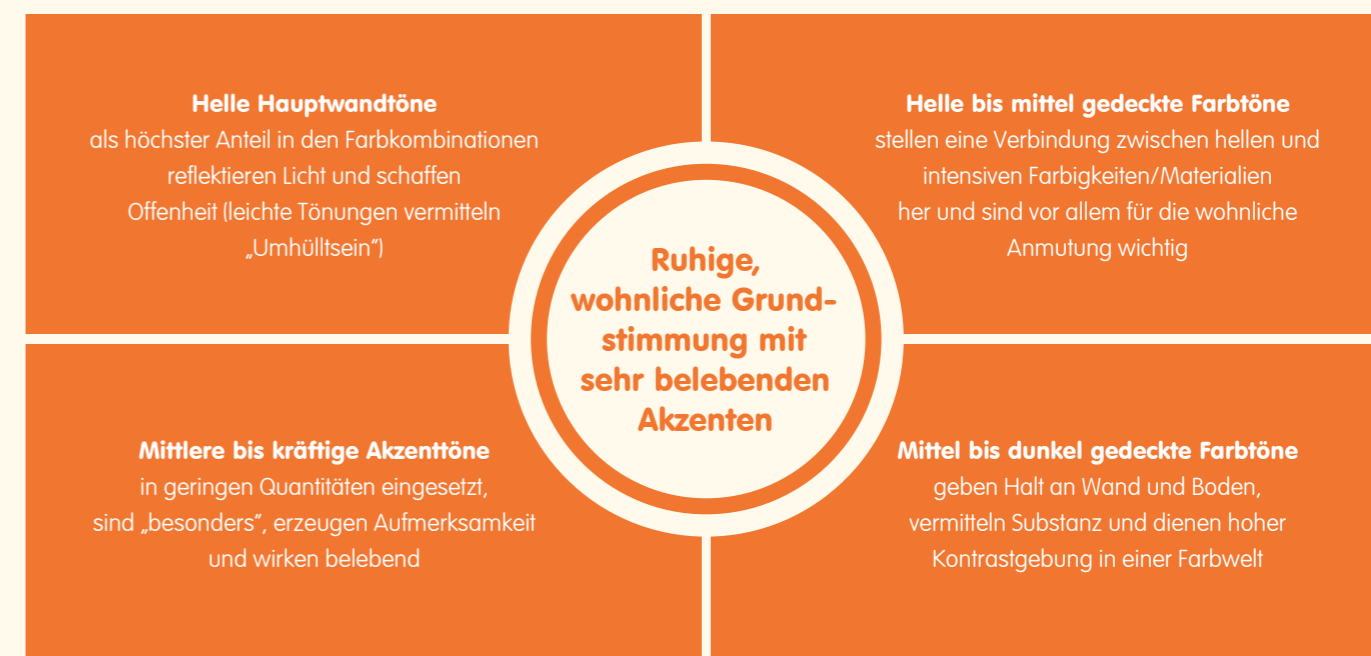 Helle Hauptwandtöne
als höchster Anteil in den Farbkombinationen
reflektieren Licht und schaffen
Offenheit (leichte Tönungen vermitteln
„Umhülltsein“)
Helle bis mittel gedeckte Farbtöne
stellen eine Verbindung zwischen hellen und
intensiven Farbigkeiten/Materialien
her und sind vor allem für die wohnliche
Anmutung wichtig
Ruhige,
wohnliche Grund-
stimmung mit
sehr belebenden
Akzenten
Mittlere bis kräftige Akzenttöne
in geringen Quantitäten eingesetzt,
sind „besonders“, erzeugen Aufmerksamkeit
und wirken belebend
Mittel bis dunkel gedeckte Farbtöne
geben Halt an Wand und Boden,
vermitteln Substanz und dienen hoher
Kontrastgebung in einer Farbwelt